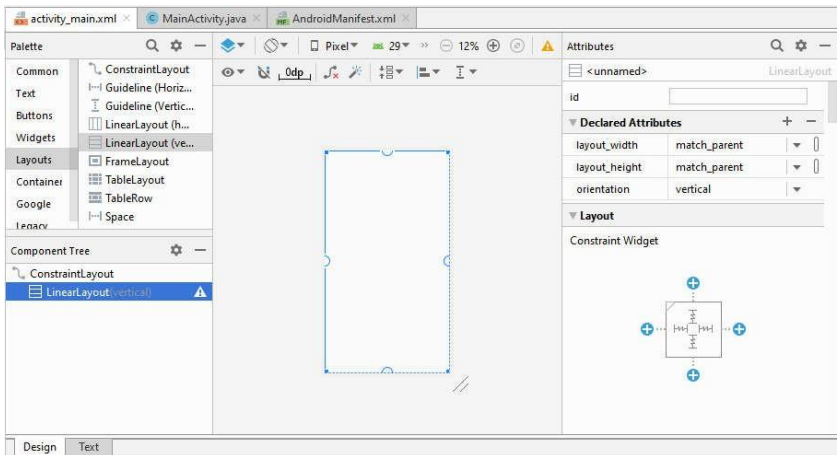 activity_main.xml × MainActivity.java × AndroidManifest.xml ×
Palette
Common
Text
Buttons
Widgets
Layouts
Container
Google
Legacy
ConstraintLayout
Guideline (Horiz...
Guideline (Vertic...
LinearLayout (h...
LinearLayout (ve...
FrameLayout
TableLayout
TableRow
Space
Component Tree
ConstraintLayout
LinearLayout(vertical)
Pixel 29 » 12%
0dp
Attributes
<unnamed> LinearLayout
id
Declared Attributes + −
layout_width match_parent
layout_height match_parent
orientation vertical
Layout
Constraint Widget
Design Text